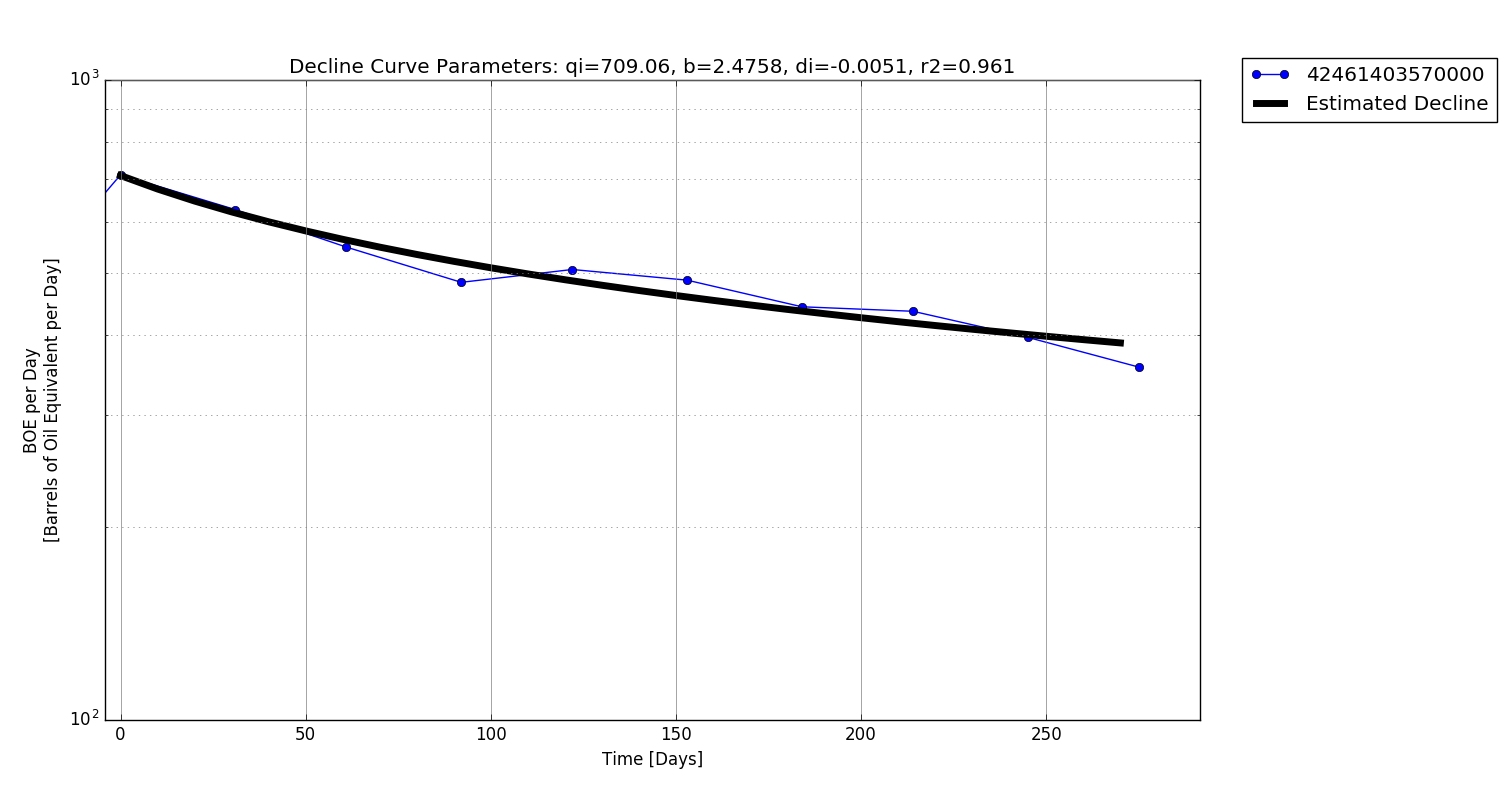 Decline Curve Parameters: qi=709.06, b=2.4758, di=-0.0051, r2=0.961
42461403570000
Estimated Decline
10^3
10^2
BOE per Day
[Barrels of Oil Equivalent per Day]
0 50 100 150 200 250
Time [Days]